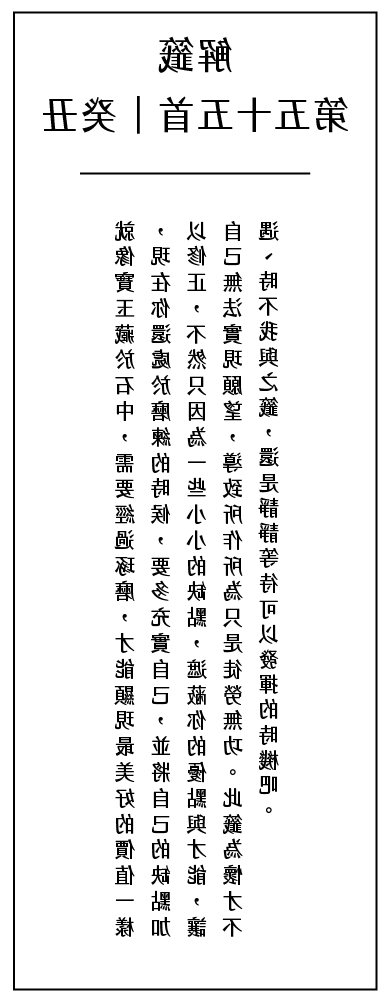 解籤
第五十五首｜癸丑
就像寶玉藏於石中，需要經過琢磨，才能顯現最美好的價值一樣
，現在你還處於磨練的時候，要多充實自己，並將自己的缺點加
以修正，不然只因為一些小小的缺點，遮蔽你的優點與才能，讓
自己無法實現願望，導致所作所為只是徒勞無功。此籤為懷才不
遇、時不我與之籤，還是靜靜等待可以發揮的時機吧。